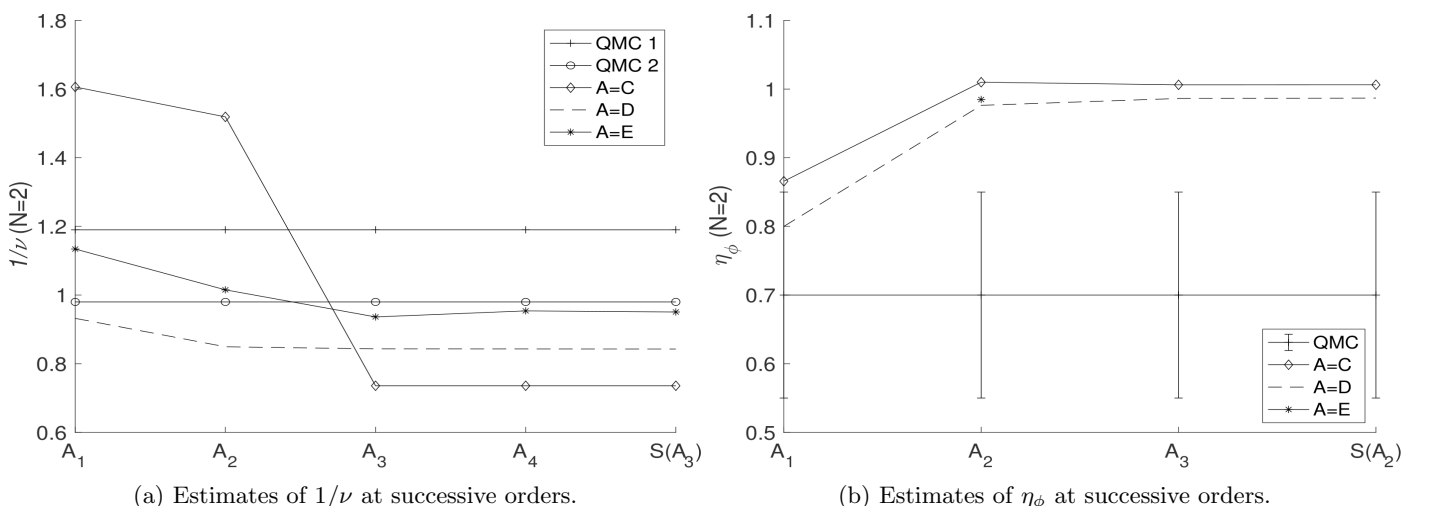 1.8
1.6
1.4
1.2
1
0.8
0.6
1/ν (N=2)
QMC 1
QMC 2
A=C
A=D
A=E
A₁ A₂ A₃ A₄ S(A₃)
(a) Estimates of 1/ν at successive orders.
1.1
1
0.9
0.8
0.7
0.6
0.5
η_ϕ (N=2)
QMC
A=C
A=D
A=E
A₁ A₂ A₃ S(A₂)
(b) Estimates of η_ϕ at successive orders.